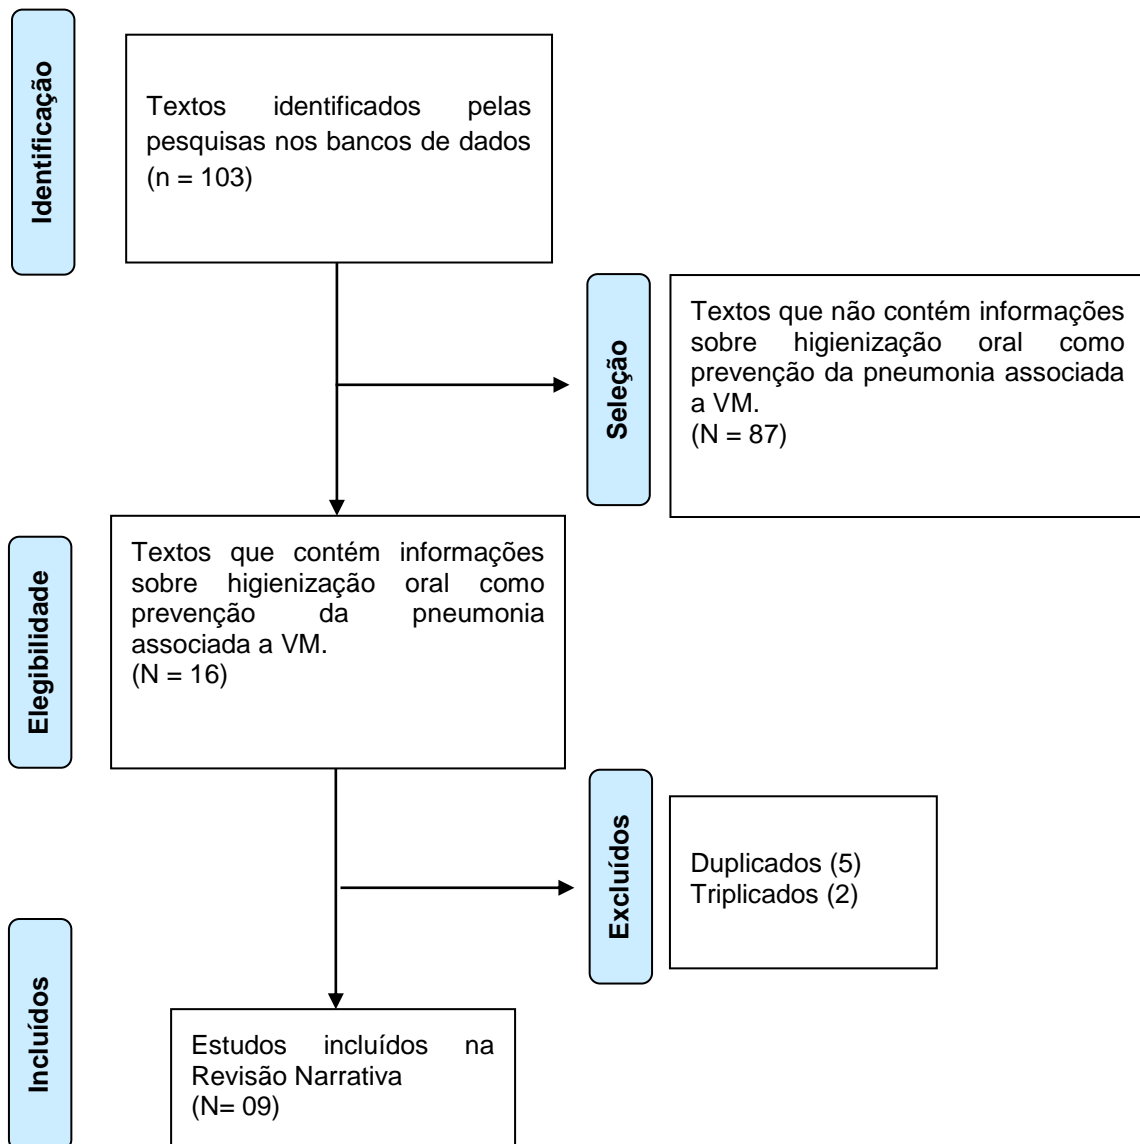 Identificação
Textos identificados pelas
pesquisas nos bancos de dados
(n = 103)
Seleção
Textos que não contém informações
sobre higienização oral como
prevenção da pneumonia associada
a VM.
(N = 87)
Elegibilidade
Textos que contém informações
sobre higienização oral como
prevenção da pneumonia
associada a VM.
(N = 16)
Excluídos
Duplicados (5)
Triplicados (2)
Incluídos
Estudos incluídos na
Revisão Narrativa
(N= 09)